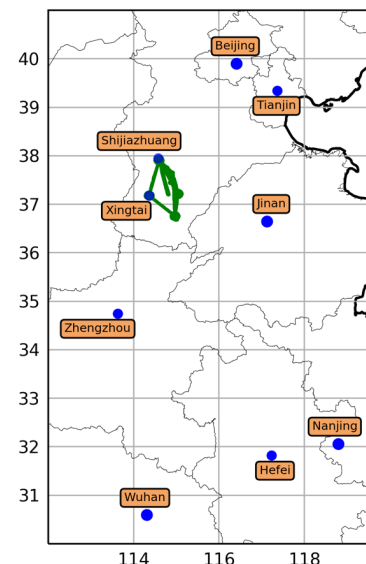 40
39
38
37
36
35
34
33
32
31
Beijing
Tianjin
Shijiazhuang
Xingtai
Jinan
Zhengzhou
Nanjing
Hefei
Wuhan
114 116 118